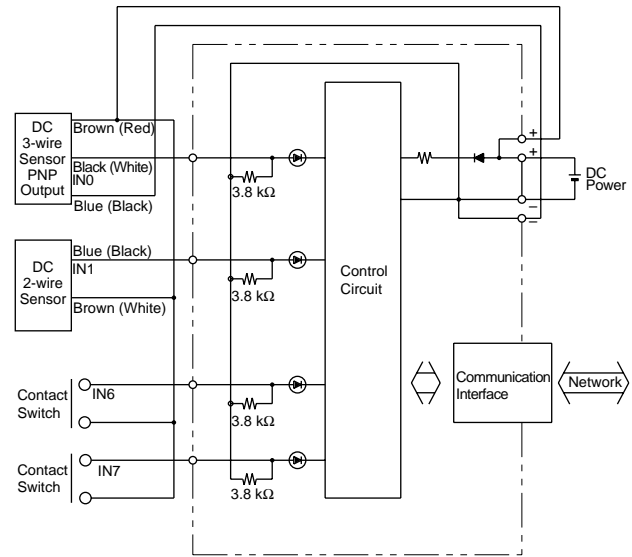 DC
3-wire
Sensor
PNP
Output
Brown (Red)
Black (White)
IN0
Blue (Black)
3.8 kΩ
DC
2-wire
Sensor
Blue (Black)
IN1
Brown (White)
3.8 kΩ
Contact
Switch
IN6
3.8 kΩ
Contact
Switch
IN7
3.8 kΩ
Control
Circuit
+
+
−
−
DC
Power
Communication
Interface
Network